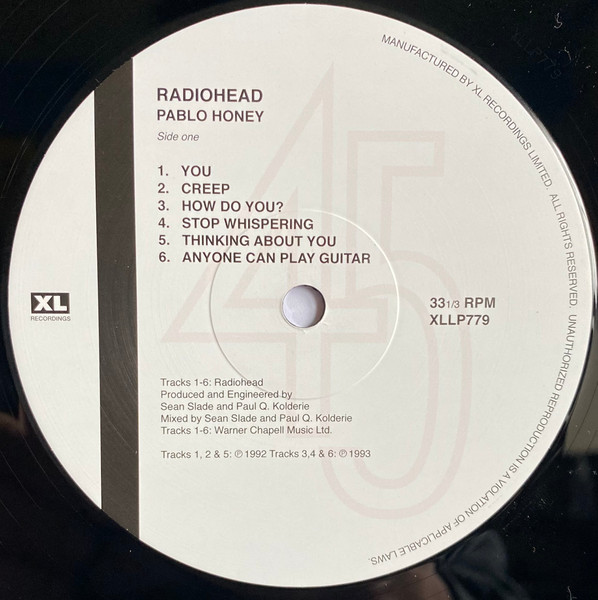 RADIOHEAD
PABLO HONEY
Side one
1. YOU
2. CREEP
3. HOW DO YOU?
4. STOP WHISPERING
5. THINKING ABOUT YOU
6. ANYONE CAN PLAY GUITAR
45
XL
RECORDINGS
33 1/3 RPM
XLLP779
Tracks 1-6: Radiohead
Produced and Engineered by
Sean Slade and Paul Q. Kolderie
Mixed by Sean Slade and Paul Q. Kolderie
Tracks 1-6: Warner Chapell Music Ltd.
Tracks 1, 2 & 5: ℗ 1992 Tracks 3,4 & 6: ℗ 1993
MANUFACTURED BY XL RECORDINGS LIMITED. ALL RIGHTS RESERVED. UNAUTHORIZED REPRODUCTION IS A VIOLATION OF APPLICABLE LAWS.
XLLP779